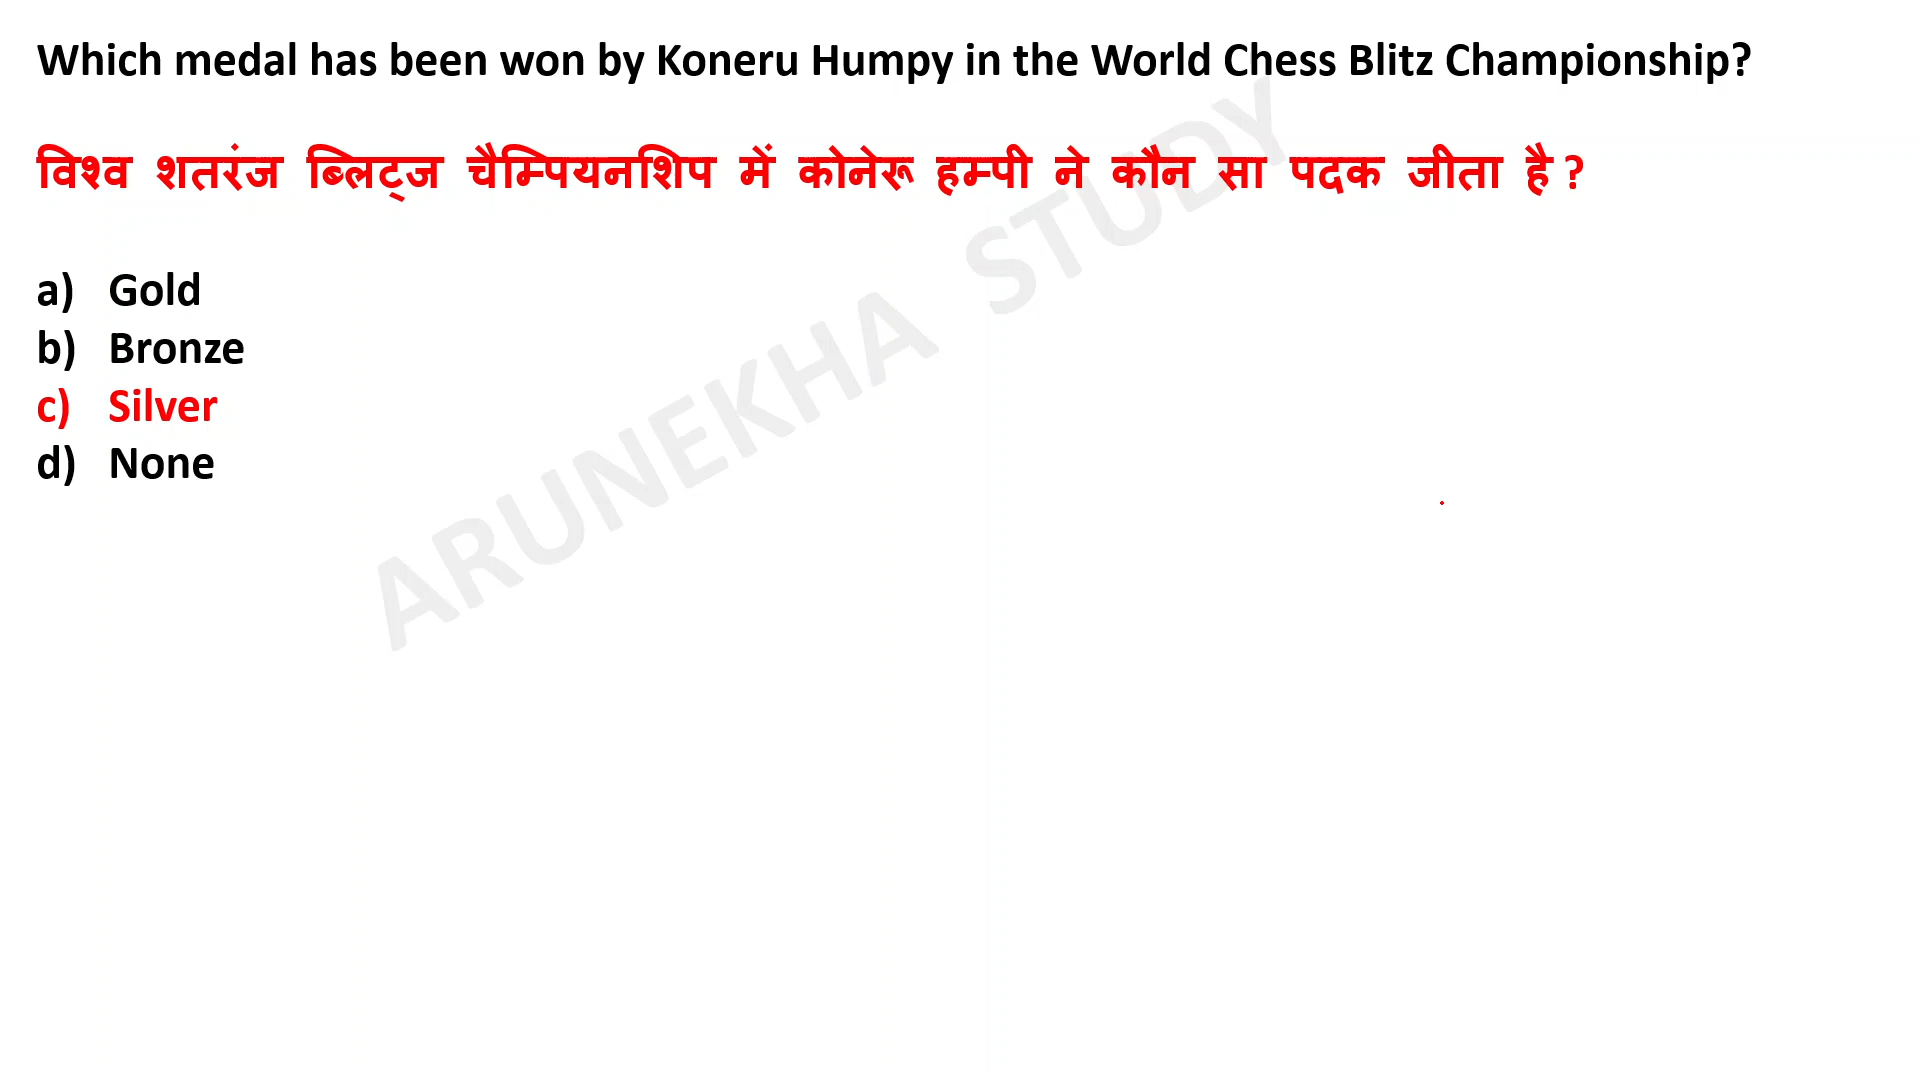 Which medal has been won by Koneru Humpy in the World Chess Blitz Championship?
विश्व शतरंज ब्लिट्ज चैम्पियनशिप में कोनेरू हम्पी ने कौन सा पदक जीता है ?
a) Gold
b) Bronze
c) Silver
d) None
ARUNEKHA STUDY